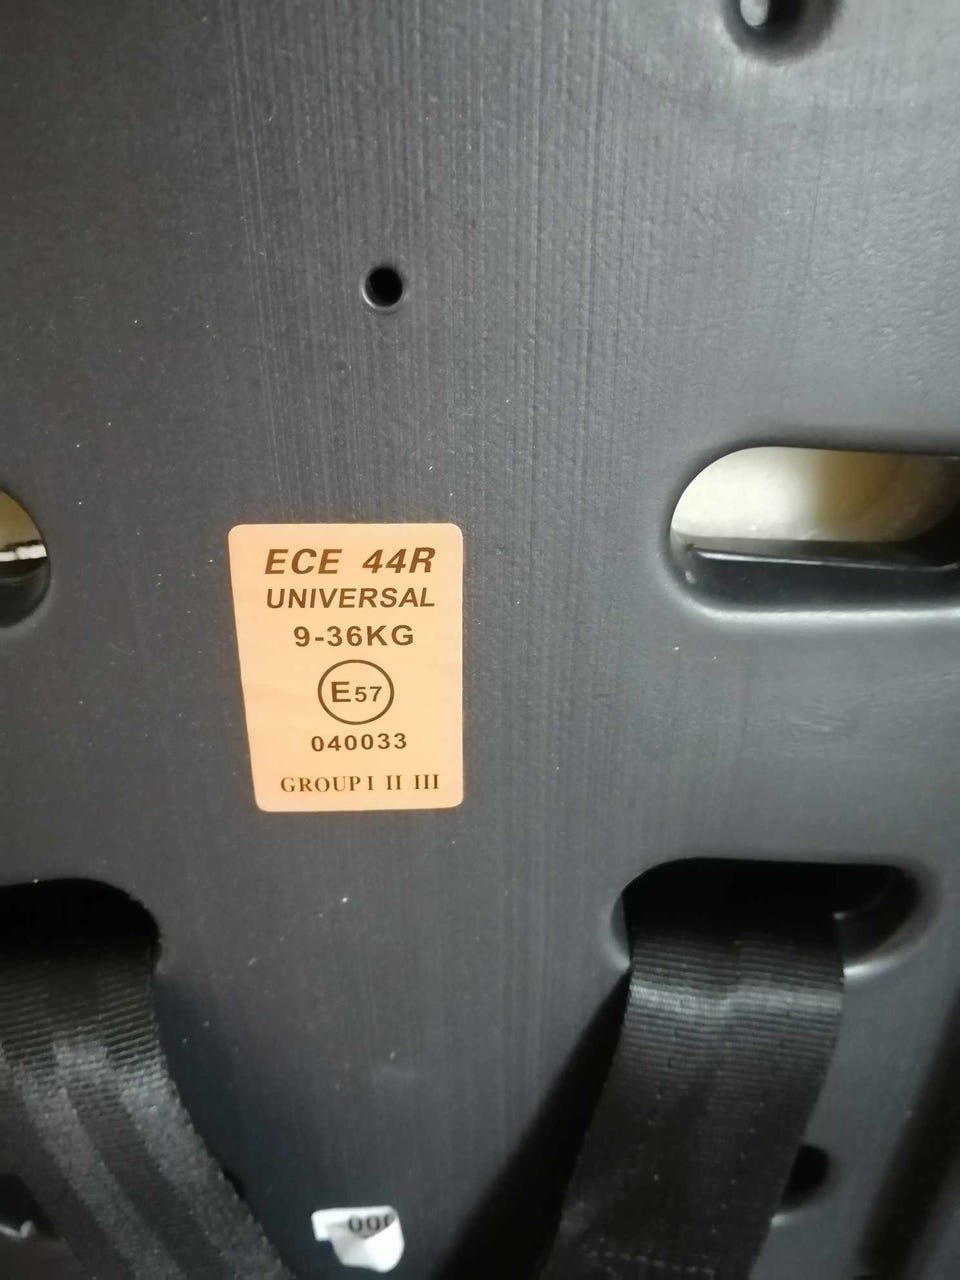 ECE 44R
UNIVERSAL
9-36KG
E57
040033
GROUP I II III